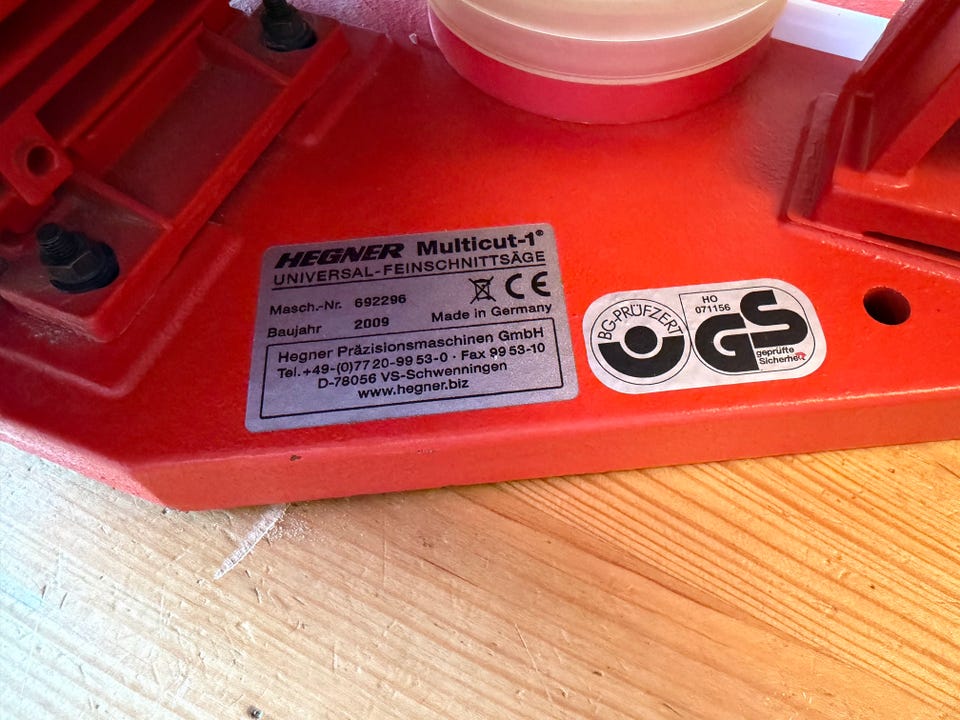 HEGNER Multicut-1®
UNIVERSAL-FEINSCHNITTSÄGE
Masch.-Nr. 692296
CE
Baujahr 2009
Made in Germany
Hegner Präzisionsmaschinen GmbH
Tel.+49-(0)77 20-99 53-0 · Fax 99 53-10
D-78056 VS-Schwenningen
www.hegner.biz
BG-PRÜFZERT
HO
071156
GS
geprüfte
Sicherheit